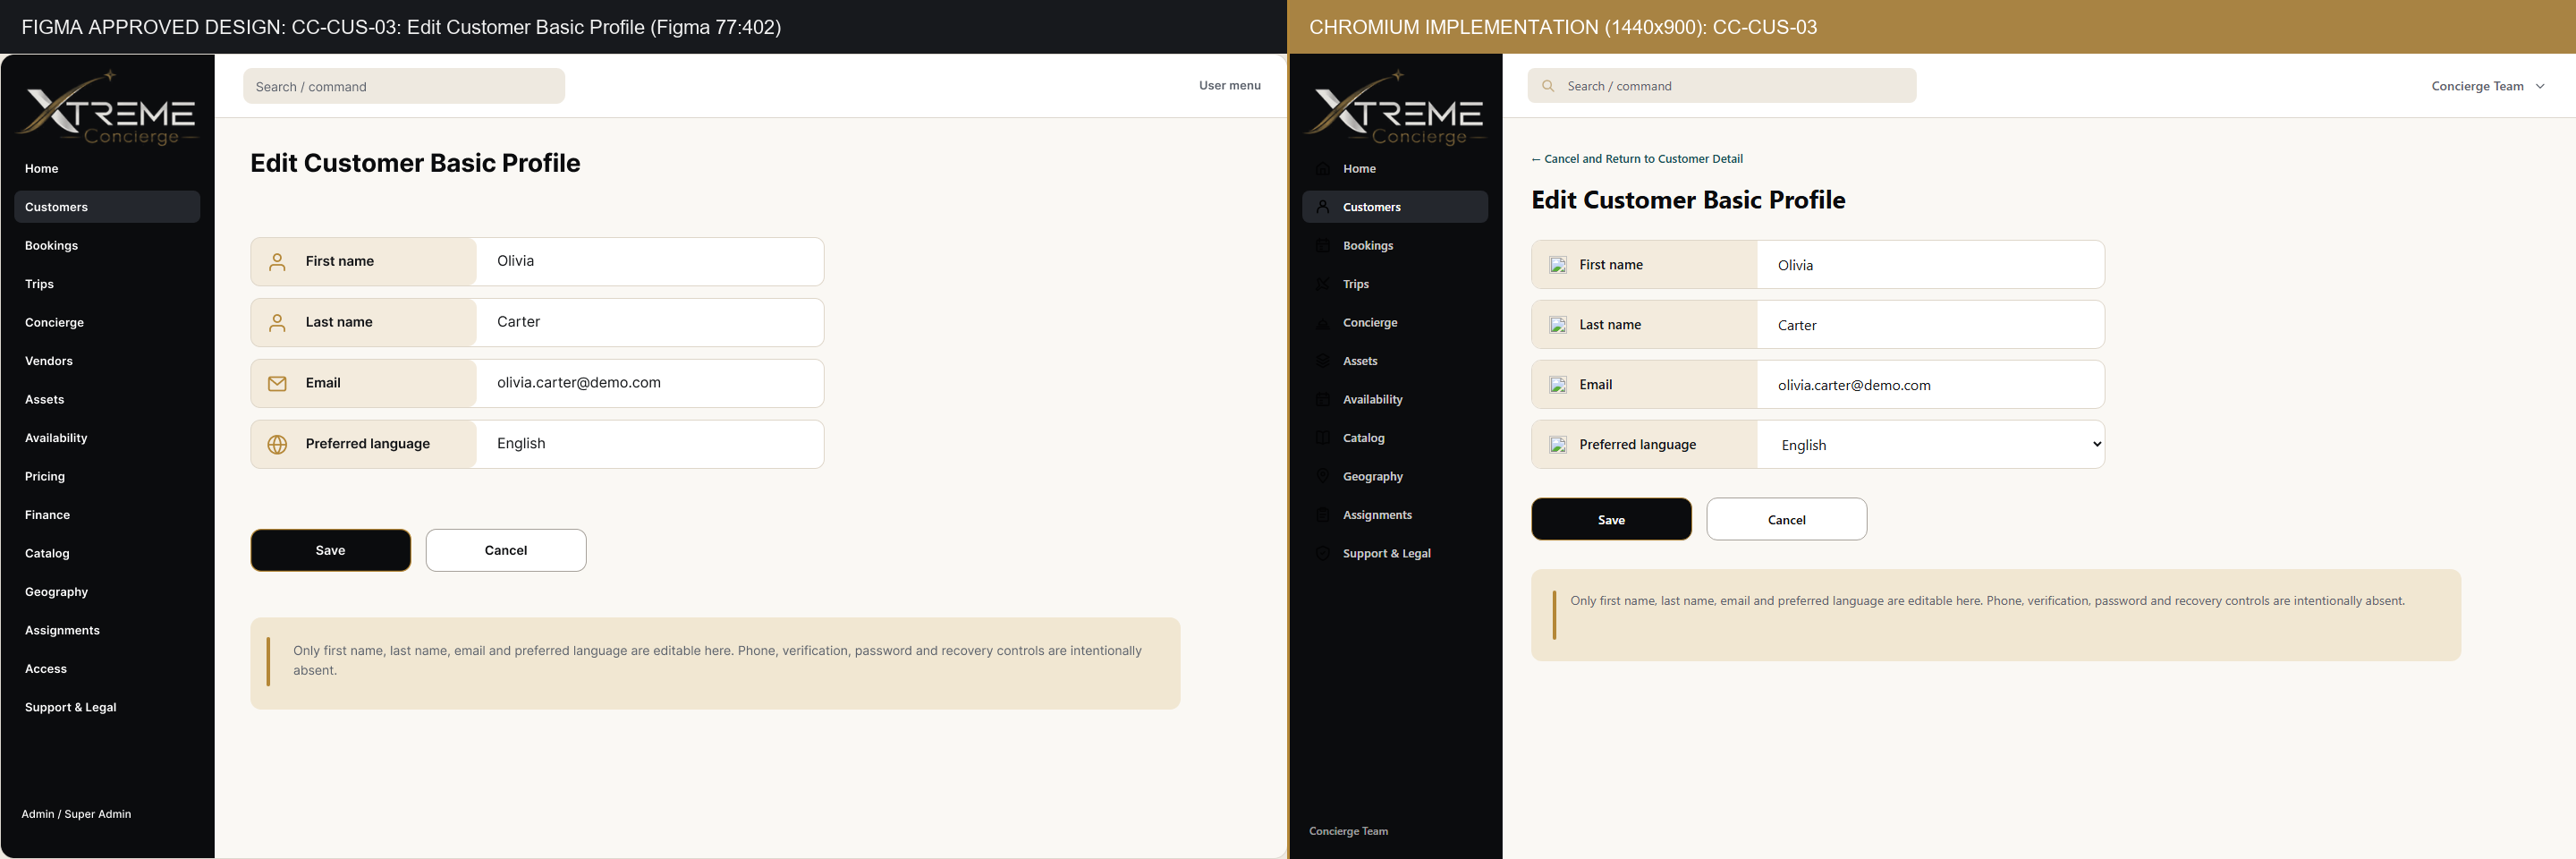 FIGMA APPROVED DESIGN: CC-CUS-03: Edit Customer Basic Profile (Figma 77:402)
XTREME
Concierge
Search / command
User menu
Home
Customers
Bookings
Trips
Concierge
Vendors
Assets
Availability
Pricing
Finance
Catalog
Geography
Assignments
Access
Support & Legal
Admin / Super Admin
Edit Customer Basic Profile
First name Olivia
Last name Carter
Email olivia.carter@demo.com
Preferred language English
Save Cancel
Only first name, last name, email and preferred language are editable here. Phone, verification, password and recovery controls are intentionally
absent.
CHROMIUM IMPLEMENTATION (1440x900): CC-CUS-03
XTREME
Concierge
Search / command
Concierge Team
Home
Customers
Bookings
Trips
Concierge
Assets
Availability
Catalog
Geography
Assignments
Support & Legal
Concierge Team
← Cancel and Return to Customer Detail
Edit Customer Basic Profile
First name Olivia
Last name Carter
Email olivia.carter@demo.com
Preferred language English
Save Cancel
Only first name, last name, email and preferred language are editable here. Phone, verification, password and recovery controls are intentionally absent.